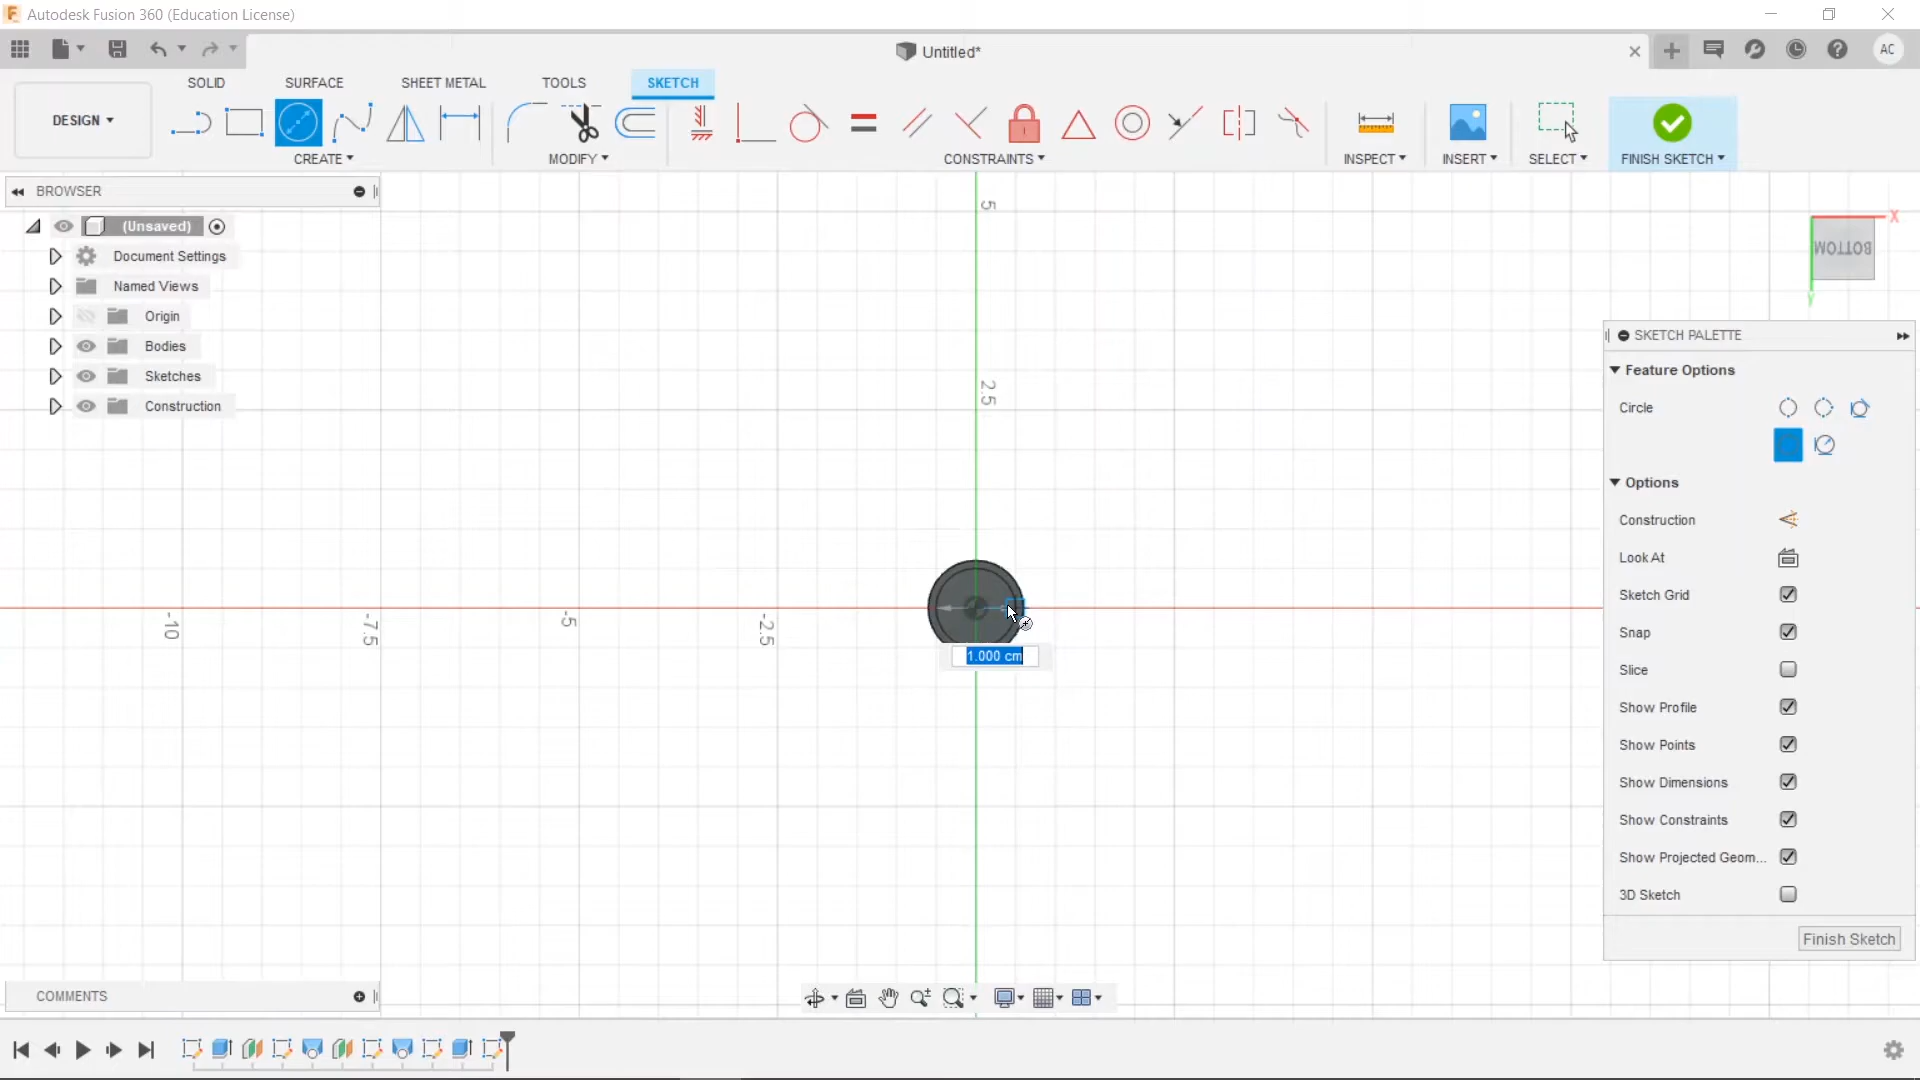 Autodesk Fusion 360 (Education License)
Untitled*
AC
SOLID
SURFACE
SHEET METAL
TOOLS
SKETCH
DESIGN
CREATE
MODIFY
CONSTRAINTS
INSPECT
INSERT
SELECT
FINISH SKETCH
BROWSER
(Unsaved)
Document Settings
Named Views
Origin
Bodies
Sketches
Construction
5
2.5
-10
-7.5
-5
-2.5
1.000 cm
X
BOTTOM
Y
SKETCH PALETTE
Feature Options
Circle
Options
Construction
Look At
Sketch Grid
Snap
Slice
Show Profile
Show Points
Show Dimensions
Show Constraints
Show Projected Geom...
3D Sketch
Finish Sketch
COMMENTS